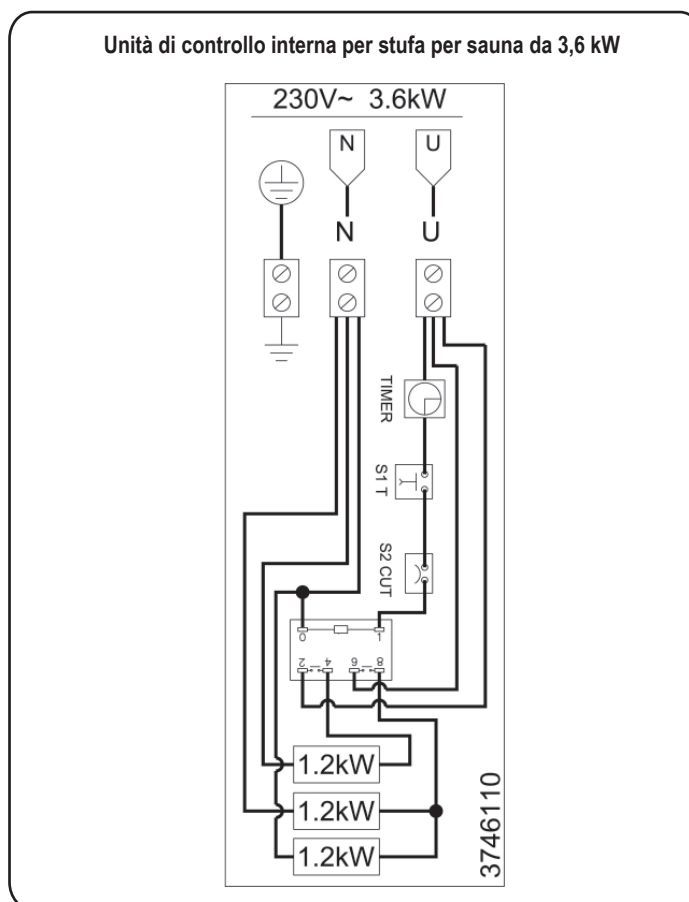 Unità di controllo interna per stufa per sauna da 3,6 kW
230V~ 3.6kW
N U
N U
TIMER
S1 T
S2 CUT
0 1
2 4 6 8
1.2kW
1.2kW
1.2kW
3746110